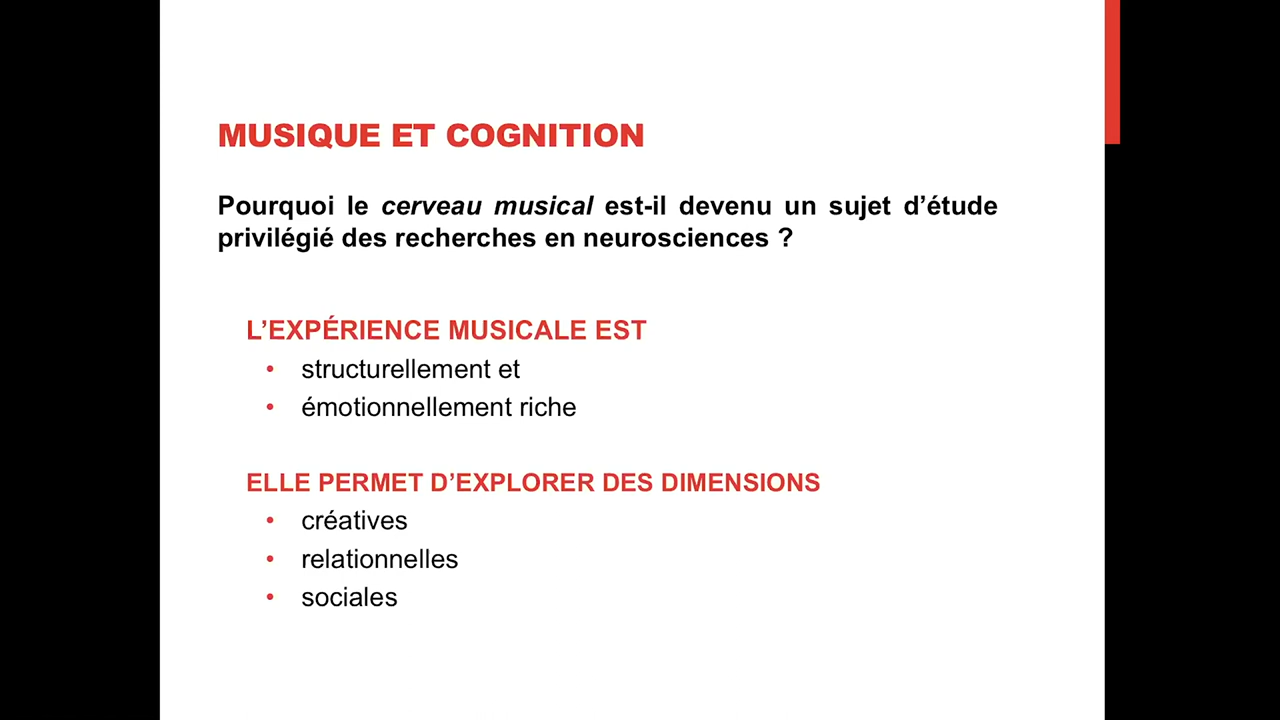 MUSIQUE ET COGNITION
Pourquoi le cerveau musical est-il devenu un sujet d’étude
privilégié des recherches en neurosciences ?
L’EXPÉRIENCE MUSICALE EST
• structurellement et
• émotionnellement riche
ELLE PERMET D’EXPLORER DES DIMENSIONS
• créatives
• relationnelles
• sociales